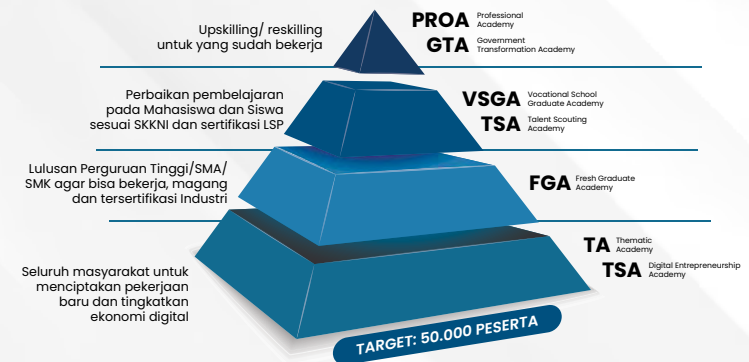 Upskilling/ reskilling
untuk yang sudah bekerja
PROA Professional
Academy
GTA Government
Transformation Academy
Perbaikan pembelajaran
pada Mahasiswa dan Siswa
sesuai SKKNI dan sertifikasi LSP
VSGA Vocational School
Graduate Academy
TSA Talent Scouting
Academy
Lulusan Perguruan Tinggi/SMA/
SMK agar bisa bekerja, magang
dan tersertifikasi Industri
FGA Fresh Graduate
Academy
Seluruh masyarakat untuk
menciptakan pekerjaan
baru dan tingkatkan
ekonomi digital
TA Thematic
Academy
TSA Digital Entrepreneurship
Academy
TARGET: 50.000 PESERTA